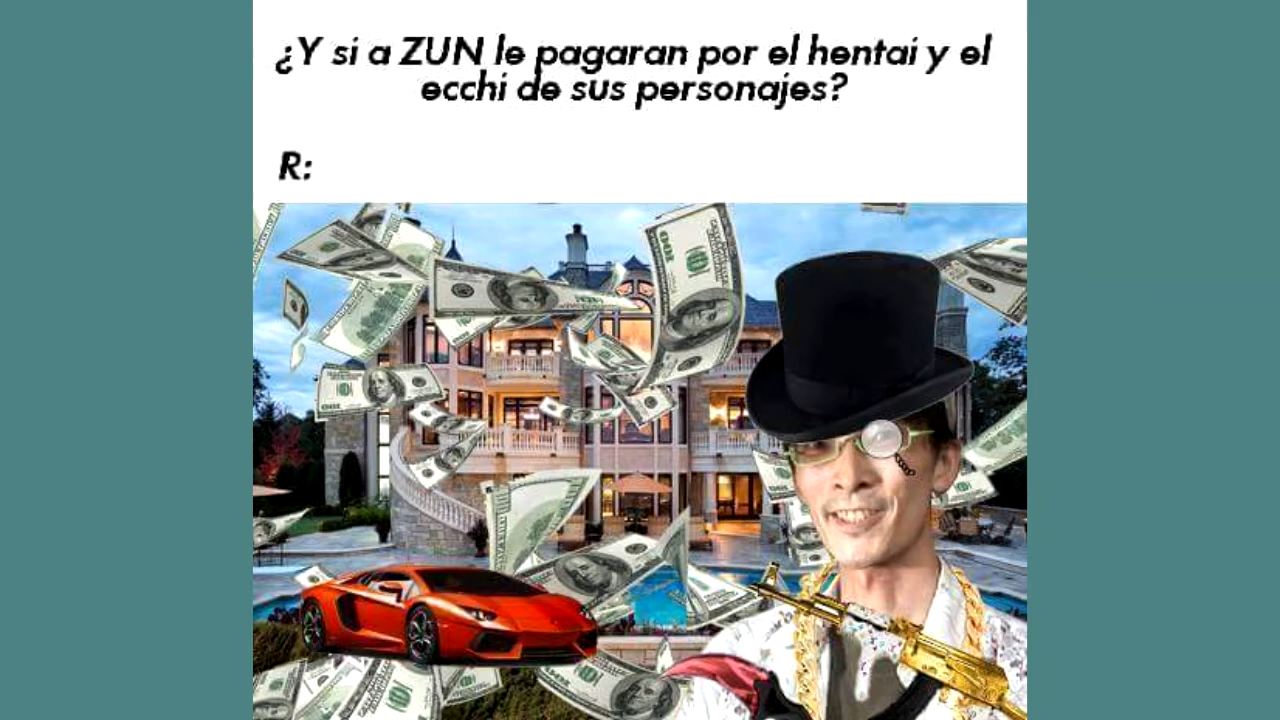 ¿Y si a ZUN le pagaran por el hentai y el
ecchi de sus personajes?
R: